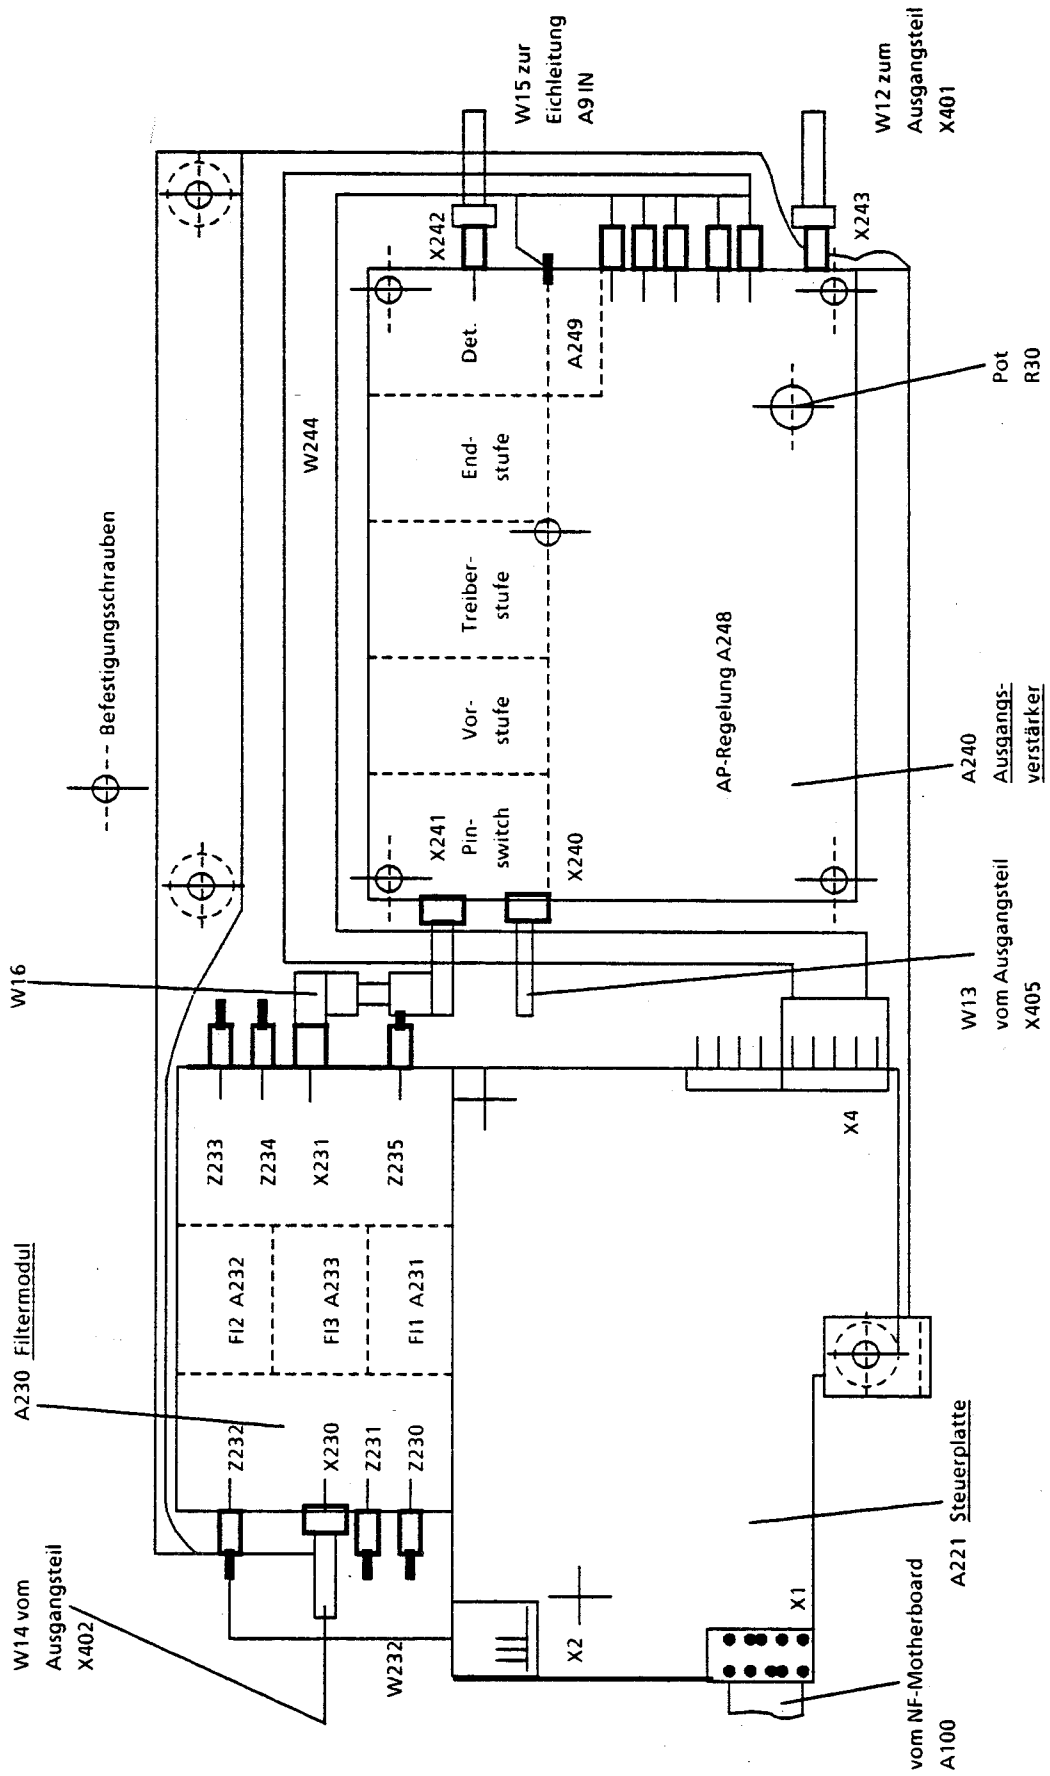 W14 vom
Ausgangsteil
X402
A230 Filtermodul
W16
Befestigungsschrauben
W232
Z232
X230
Z231
Z230
FI2 A232
FI3 A233
FI1 A231
Z233
Z234
X231
Z235
W244
X241
Pin-
switch
Vor-
stufe
Treiber-
stufe
End-
stufe
Det.
A249
X242
W15 zur
Eichleitung
A9 IN
X240
AP-Regelung A248
X243
W12 zum
Ausgangsteil
X401
X2
X1
X4
vom NF-Motherboard
A100
A221 Steuerplatte
W13
vom Ausgangsteil
X405
A240
Ausgangs-
verstärker
Pot
R30